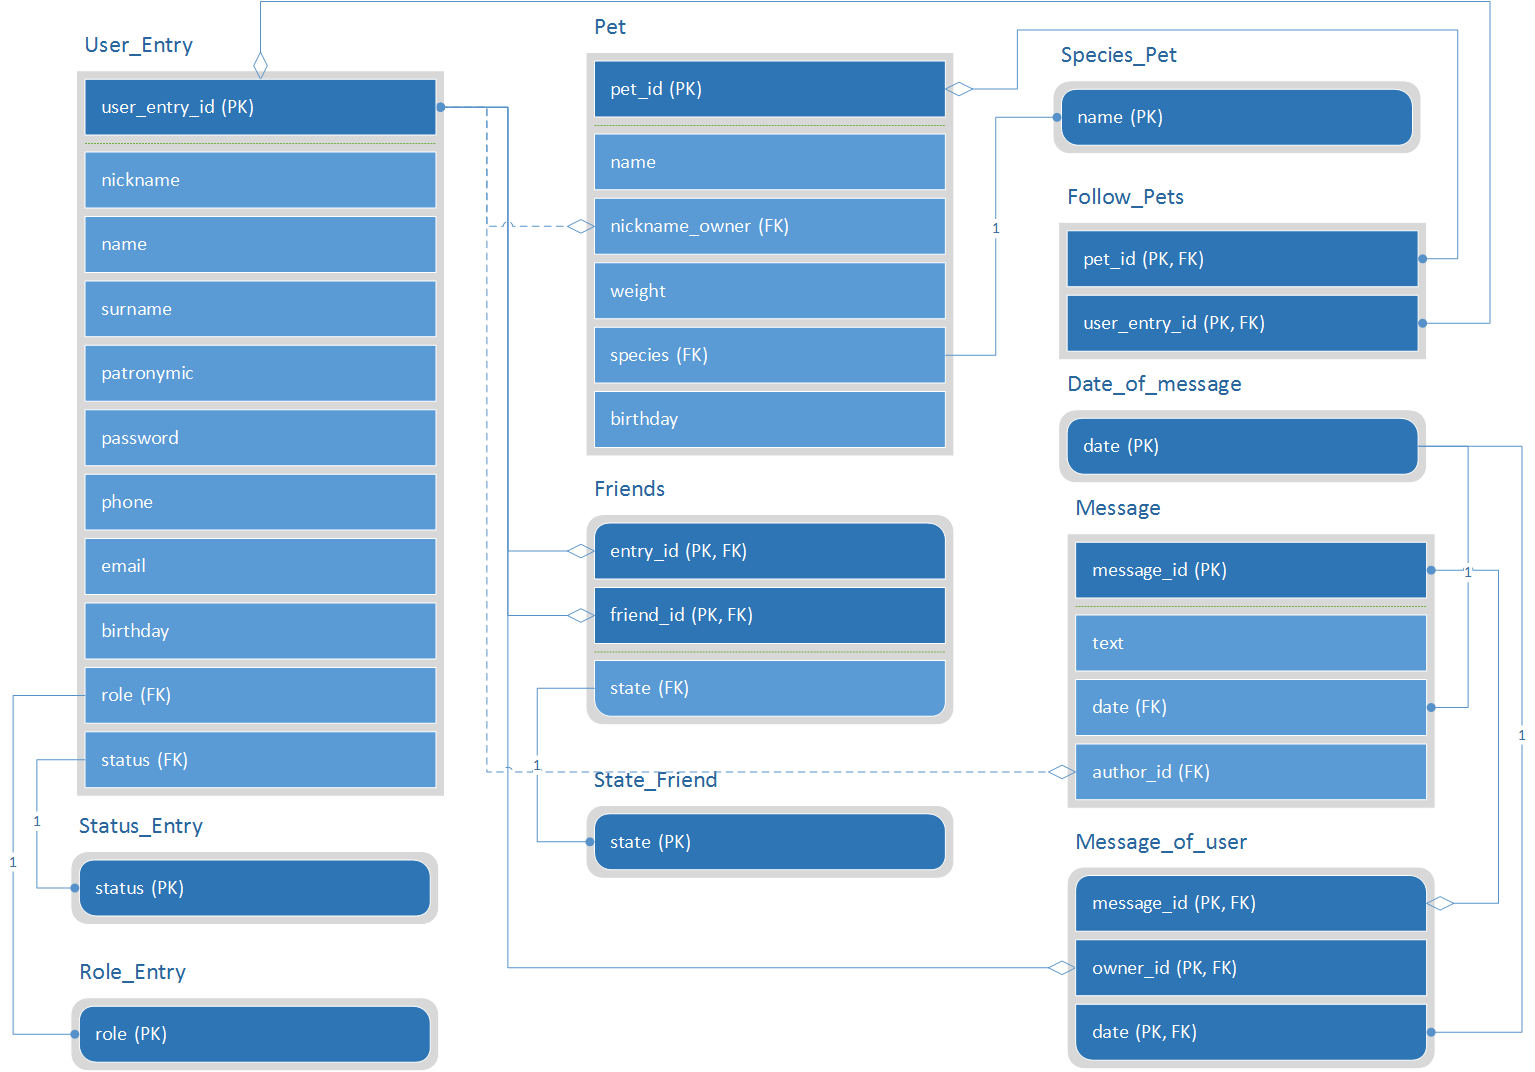 User_Entry
user_entry_id (PK)
nickname
name
surname
patronymic
password
phone
email
birthday
role (FK)
status (FK)
1
1
Status_Entry
status (PK)
Role_Entry
role (PK)
Pet
pet_id (PK)
name
nickname_owner (FK)
weight
species (FK)
birthday
1
Friends
entry_id (PK, FK)
friend_id (PK, FK)
state (FK)
1
State_Friend
state (PK)
Species_Pet
name (PK)
Follow_Pets
pet_id (PK, FK)
user_entry_id (PK, FK)
Date_of_message
date (PK)
Message
message_id (PK)
1
text
date (FK)
1
author_id (FK)
Message_of_user
message_id (PK, FK)
owner_id (PK, FK)
date (PK, FK)